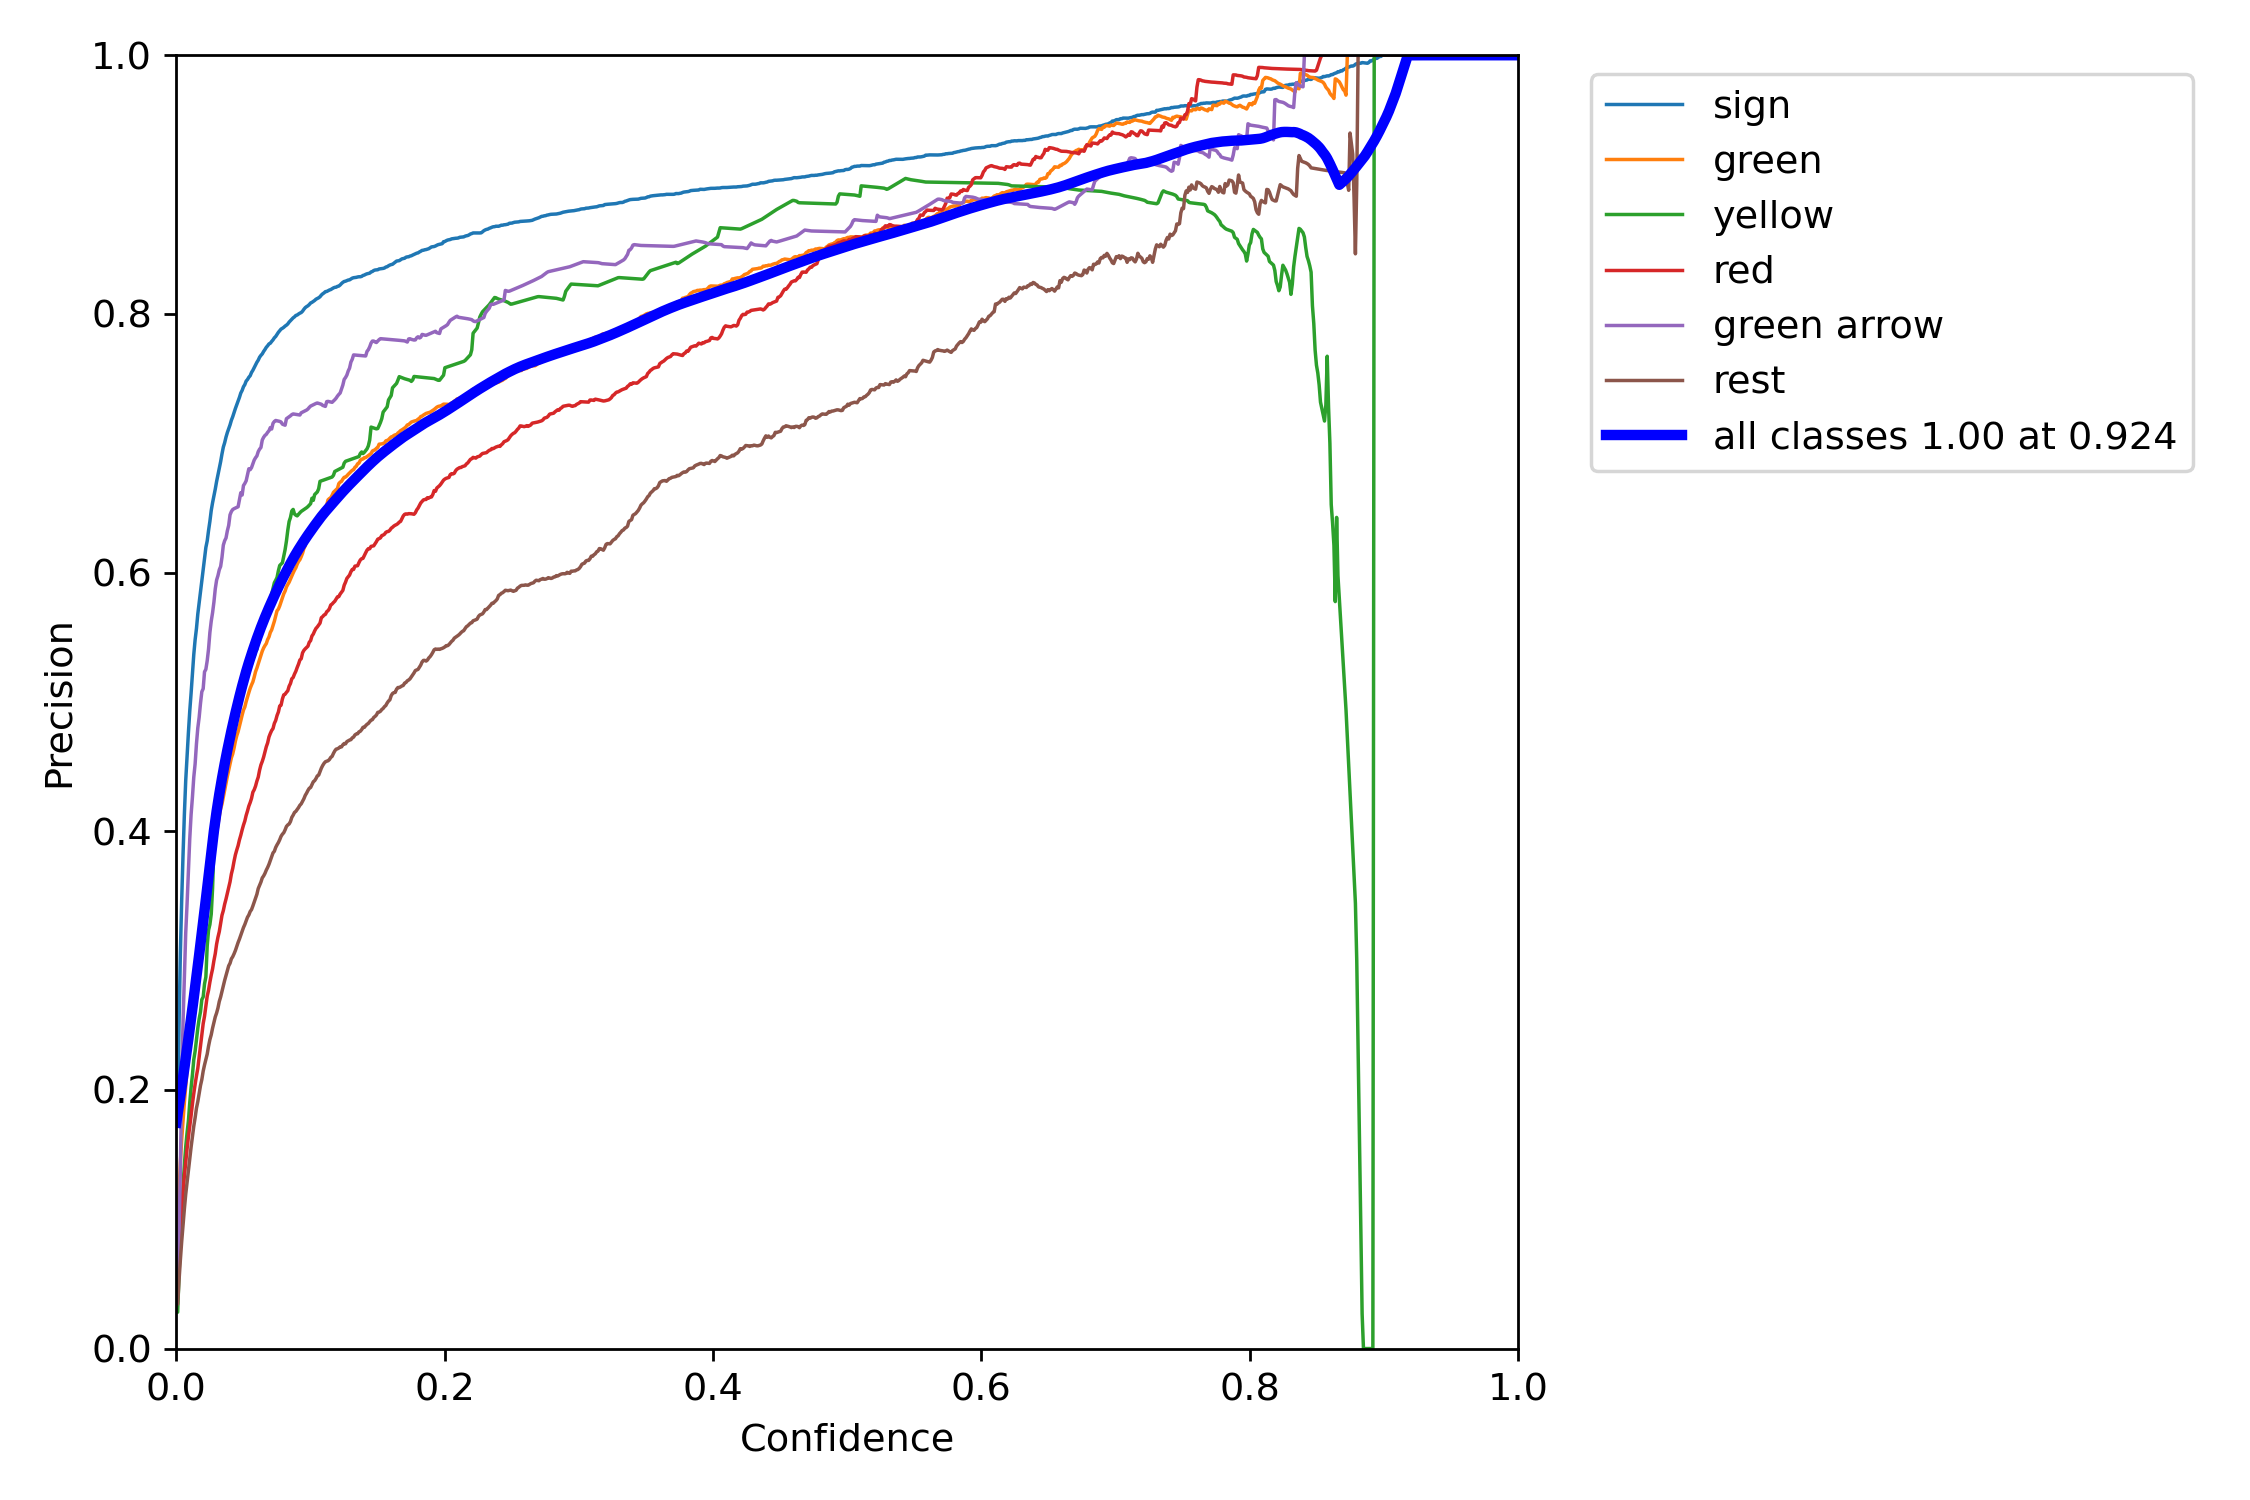 1.0
0.8
0.6
0.4
0.2
0.0
Precision
0.0 0.2 0.4 0.6 0.8 1.0
Confidence
sign
green
yellow
red
green arrow
rest
all classes 1.00 at 0.924